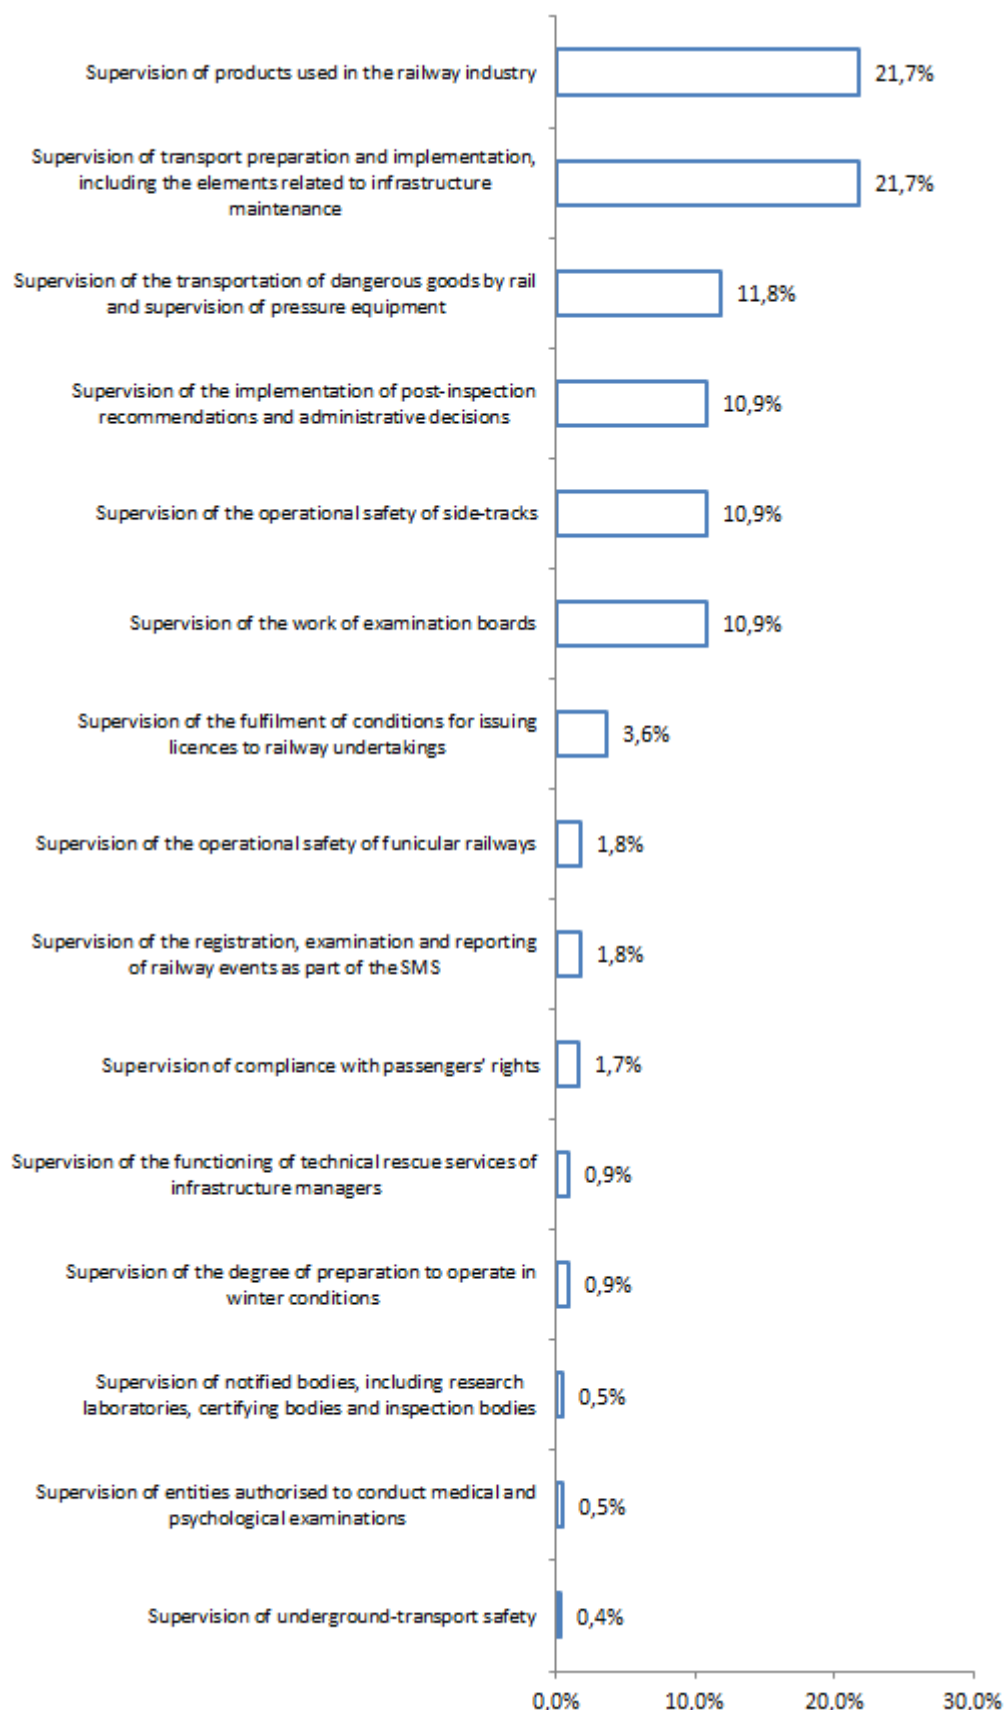 Supervision of products used in the railway industry
21,7%
Supervision of transport preparation and implementation,
including the elements related to infrastructure
maintenance
21,7%
Supervision of the transportation of dangerous goods by rail
and supervision of pressure equipment
11,8%
Supervision of the implementation of post-inspection
recommendations and administrative decisions
10,9%
Supervision of the operational safety of side-tracks
10,9%
Supervision of the work of examination boards
10,9%
Supervision of the fulfilment of conditions for issuing
licences to railway undertakings
3,6%
Supervision of the operational safety of funicular railways
1,8%
Supervision of the registration, examination and reporting
of railway events as part of the SMS
1,8%
Supervision of compliance with passengers' rights
1,7%
Supervision of the functioning of technical rescue services of
infrastructure managers
0,9%
Supervision of the degree of preparation to operate in
winter conditions
0,9%
Supervision of notified bodies, including research
laboratories, certifying bodies and inspection bodies
0,5%
Supervision of entities authorised to conduct medical and
psychological examinations
0,5%
Supervision of underground-transport safety
0,4%
0,0% 10,0% 20,0% 30,0%